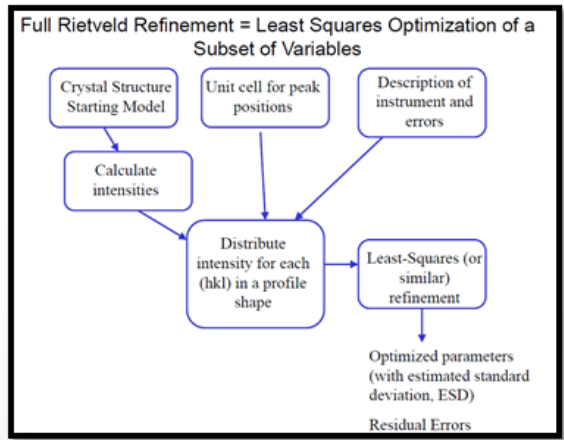 Full Rietveld Refinement = Least Squares Optimization of a
Subset of Variables
Crystal Structure
Starting Model
Unit cell for peak
positions
Description of
instrument and
errors
Calculate
intensities
Distribute
intensity for each
(hkl) in a profile
shape
Least-Squares (or
similar)
refinement
Optimized parameters
(with estimated standard
deviation, ESD)
Residual Errors